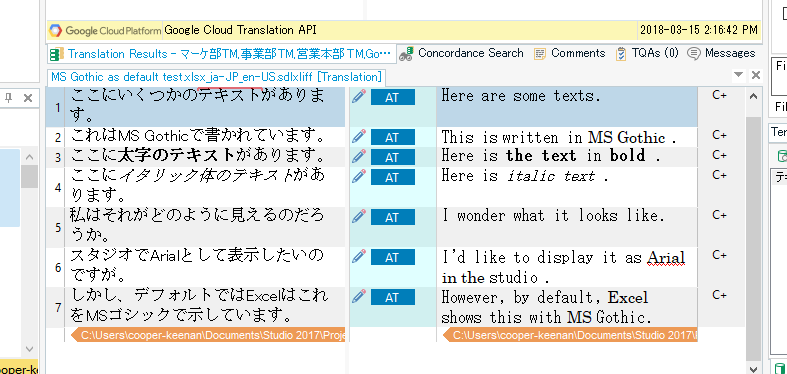 Google Cloud Platform Google Cloud Translation API 2018-03-15 2:16:42 PM
Translation Results - マーケ部TM,事業部TM,営業本部TM,Go… Concordance Search Comments TQAs (0) Messages
MS Gothic as default test.xlsx_ja-JP_en-US.sdlxliff [Translation]
1 ここにいくつかのテキストがありま
す。 AT Here are some texts. C+
2 これはMS Gothicで書かれています。 AT This is written in MS Gothic . C+
3 ここに太字のテキストがあります。 AT Here is the text in bold . C+
4 ここにイタリック体のテキストがあ
ります。 AT Here is italic text . C+
5 私はそれがどのように見えるのだろ
うか。 AT I wonder what it looks like. C+
6 スタジオでArialとして表示したいの
ですが。 AT I'd like to display it as Arial
in the studio . C+
7 しかし、デフォルトではExcelはこれ
をMSゴシックで示しています。 AT However, by default, Excel
shows this with MS Gothic. C+
C:\Users\cooper-keenan\Documents\Studio 2017\Proje C:\Users\cooper-keenan\Documents\Studio 2017\
Fi
Fil
Ter
テ
ooper-ke